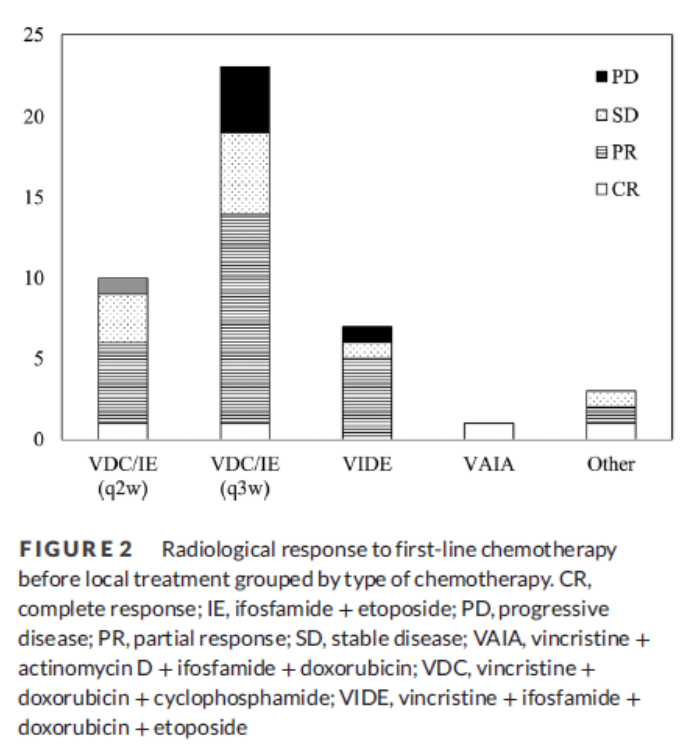 25
20
15
10
5
0
PD
SD
PR
CR
VDC/IE
(q2w)
VDC/IE
(q3w)
VIDE
VAIA
Other
FIGURE 2 Radiological response to first-line chemotherapy
before local treatment grouped by type of chemotherapy. CR,
complete response; IE, ifosfamide + etoposide; PD, progressive
disease; PR, partial response; SD, stable disease; VAIA, vincristine +
actinomycin D + ifosfamide + doxorubicin; VDC, vincristine +
doxorubicin + cyclophosphamide; VIDE, vincristine + ifosfamide +
doxorubicin + etoposide